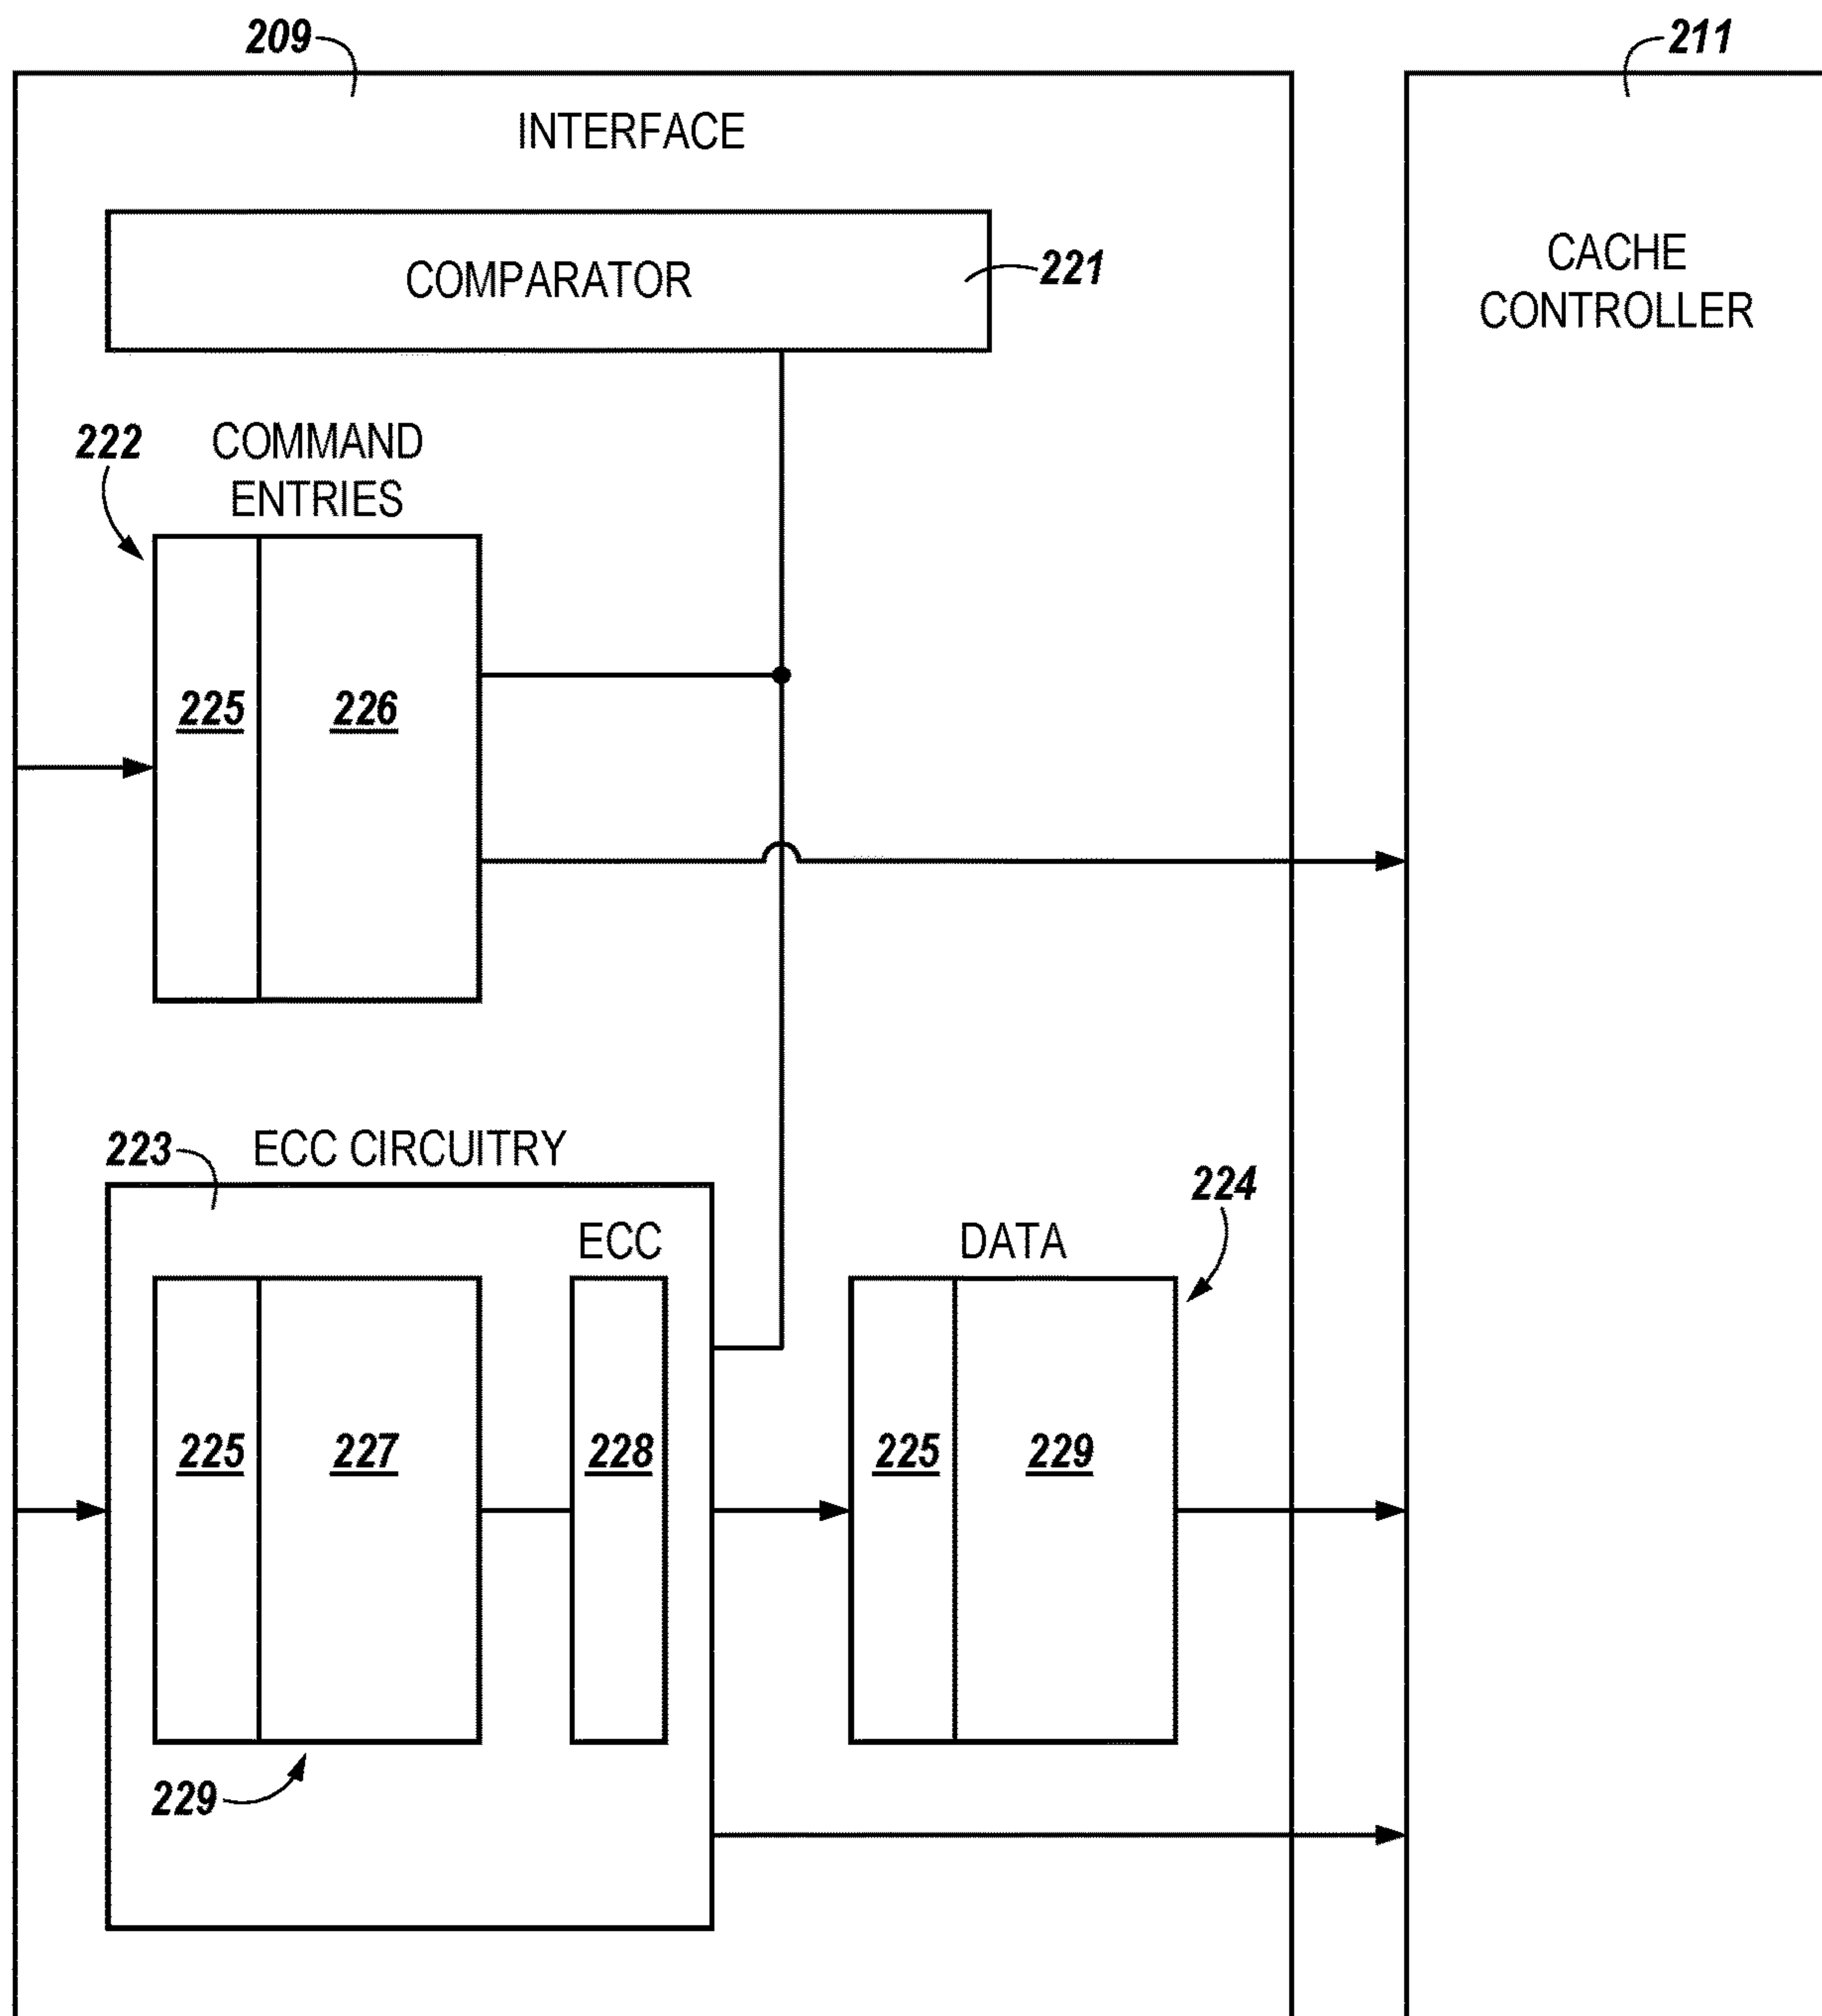 209
211
INTERFACE
COMPARATOR
221
CACHE
CONTROLLER
222
COMMAND
ENTRIES
225
226
223
ECC CIRCUITRY
224
ECC
DATA
225
227
228
225
229
229